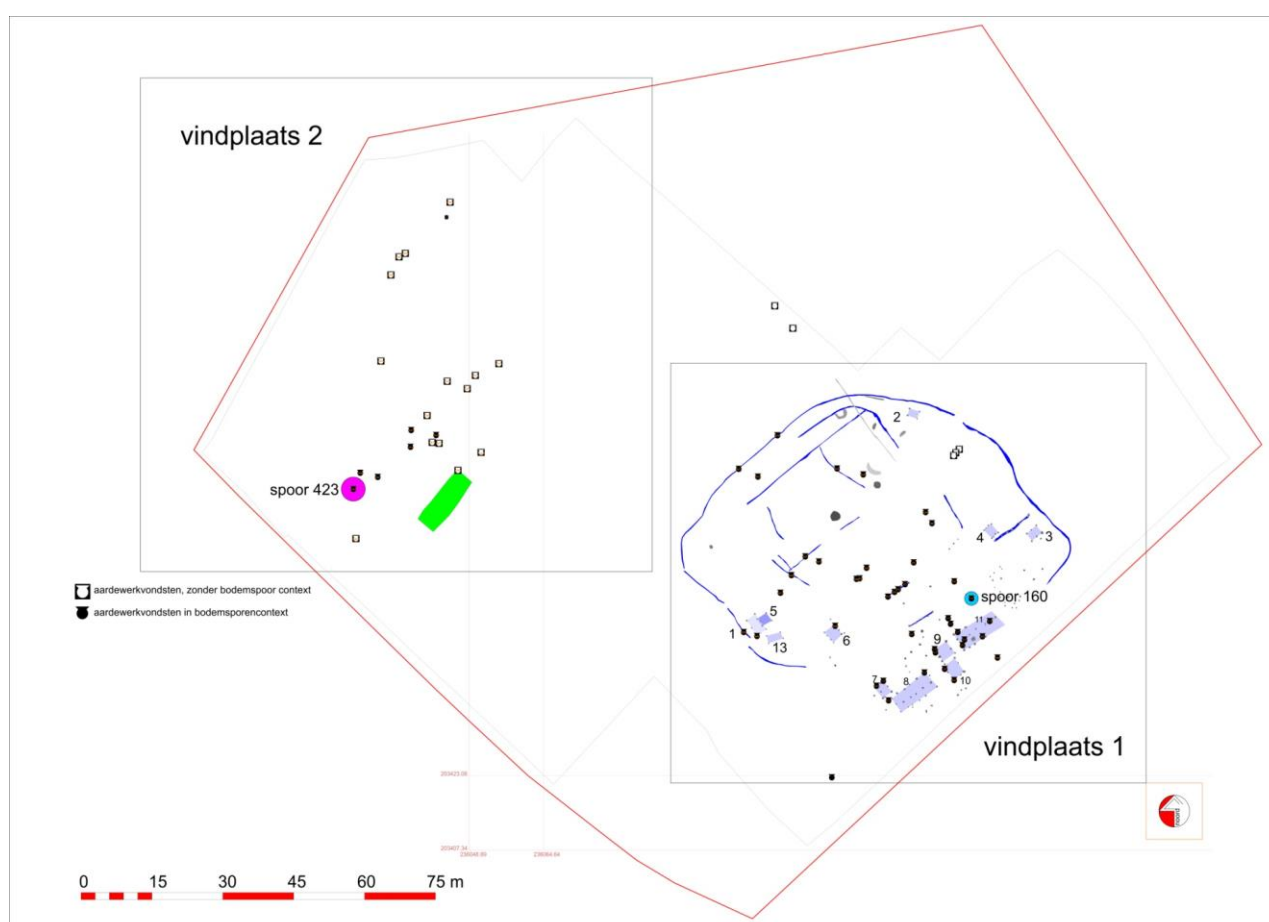 vindplaats 2
2
spoor 423
4
3
aardewerkvondsten, zonder bodemspoor context
aardewerkvondsten in bodemsporencontext
spoor 160
5
11
1
13
6
9
10
7
8
vindplaats 1
noord
0 15 30 45 60 75 m